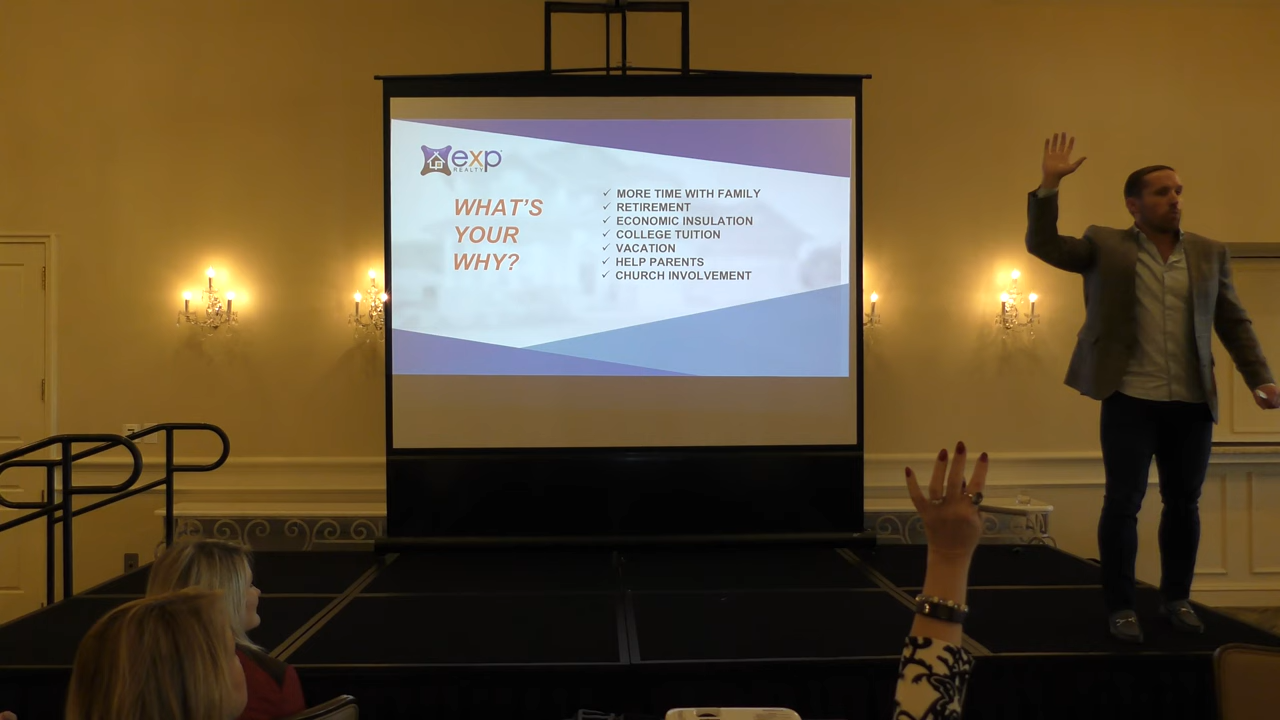 exp
REALTY
WHAT'S
YOUR
WHY?
MORE TIME WITH FAMILY
RETIREMENT
ECONOMIC INSULATION
COLLEGE TUITION
VACATION
HELP PARENTS
CHURCH INVOLVEMENT